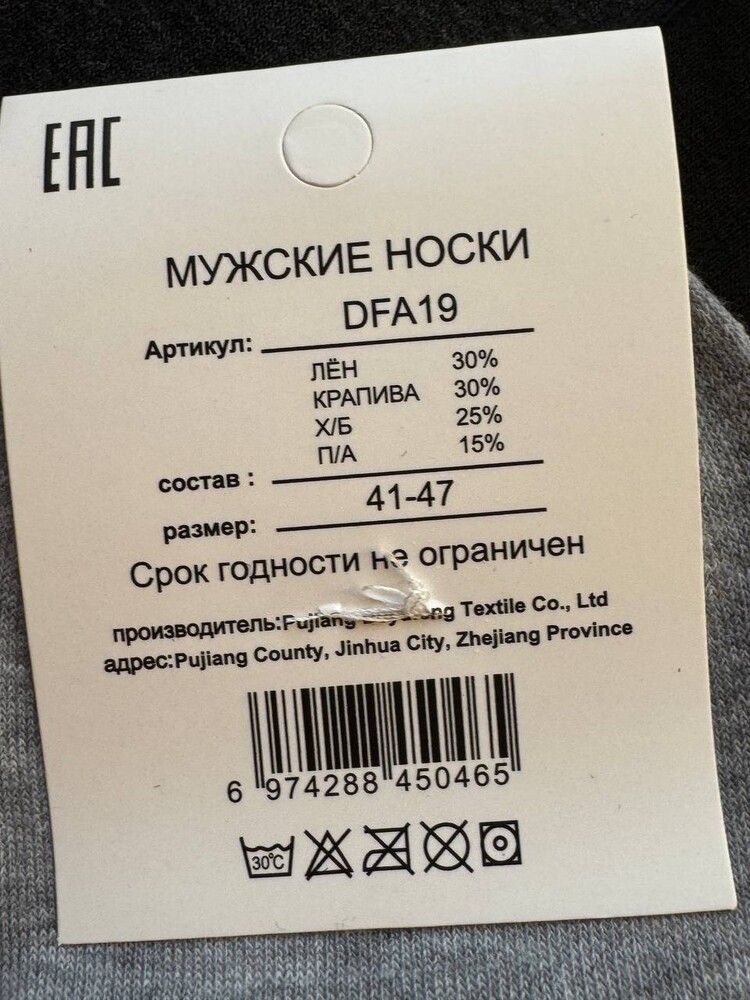 EAC
МУЖСКИЕ НОСКИ
Артикул: DFA19
ЛЁН 30%
КРАПИВА 30%
Х/Б 25%
П/А 15%
состав :
размер: 41-47
Срок годности не ограничен
производитель:Pujiang Textile Co., Ltd
адрес:Pujiang County, Jinhua City, Zhejiang Province
6 974288 450465
30°C